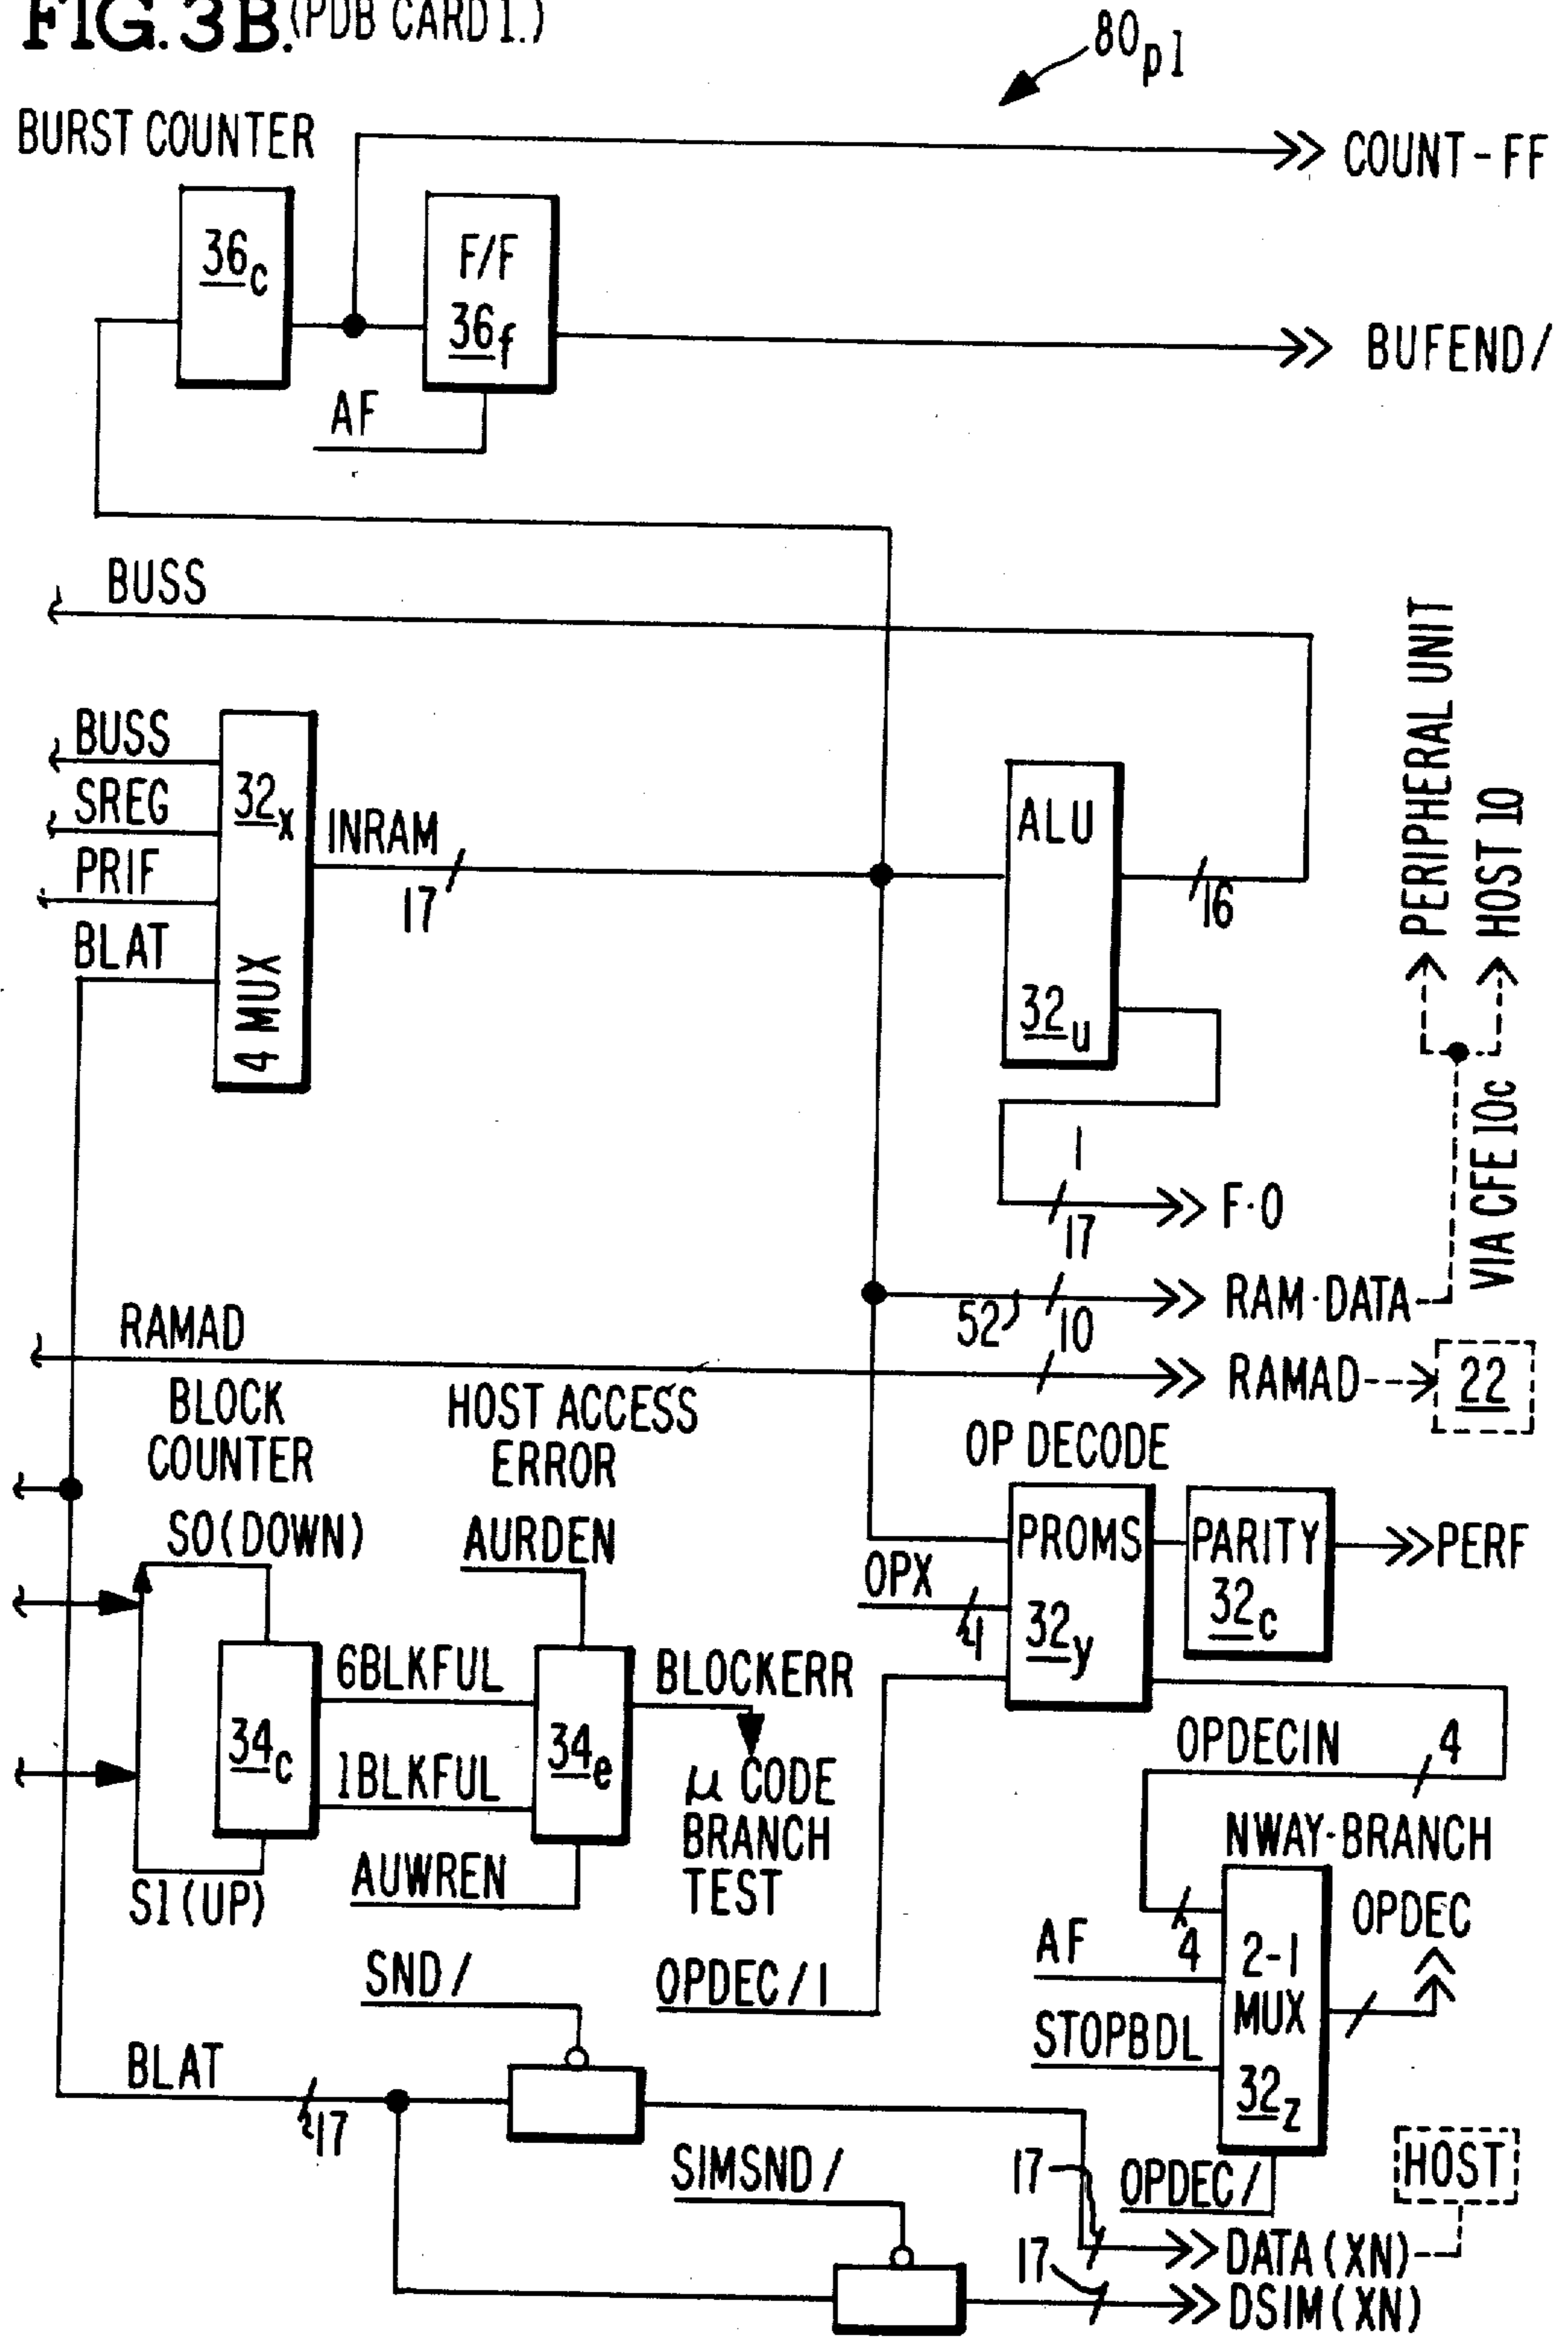 FIG. 3B. (PDB CARD 1.)
80p1
BURST COUNTER
COUNT-FF
36c
F/F
36f
BUFEND/
AF
BUSS
BUSS
SREG
PRIF
BLAT
32x
4 MUX
INRAM
17
ALU
32u
16
PERIPHERAL UNIT
HOST 10
VIA CFE 10c
1
F·O
17
52
RAM·DATA
10
RAMAD
RAMAD
22
BLOCK
COUNTER
HOST ACCESS
ERROR
OP DECODE
S0(DOWN)
AURDEN
PROMS
32y
PARITY
32c
PERF
OPX
4
6BLKFUL
34c
1BLKFUL
34e
BLOCKERR
μ CODE
BRANCH
TEST
S1(UP)
AUWREN
OPDECIN
4
NWAY-BRANCH
OPDEC
4
AF
2-1
MUX
32z
STOPBDL
SND/
OPDEC/1
BLAT
17
SIMSND/
OPDEC/
HOST
17
DATA(XN)
17
DSIM(XN)